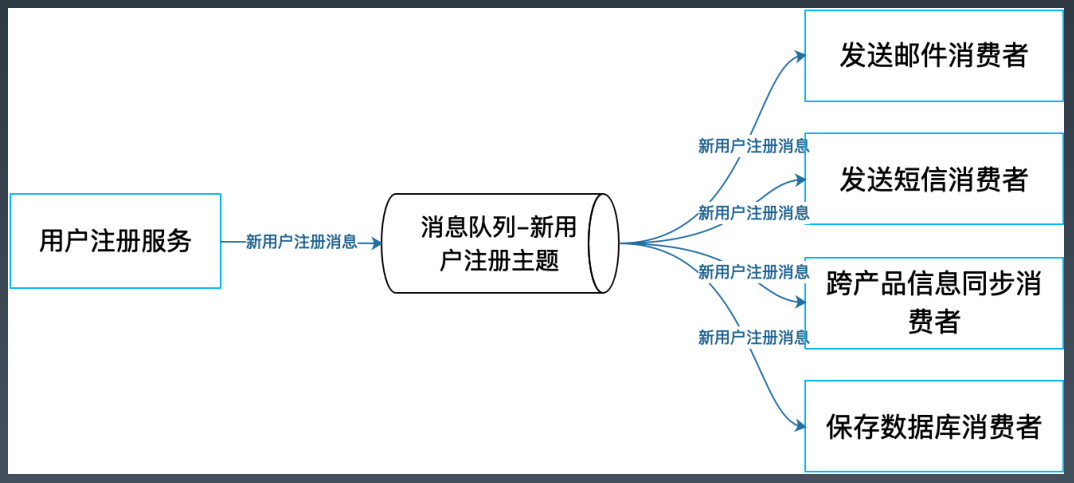 发送邮件消费者
新用户注册消息
发送短信消费者
新用户注册消息
用户注册服务
新用户注册消息
消息队列-新用
户注册主题
新用户注册消息
跨产品信息同步消
费者
新用户注册消息
保存数据库消费者